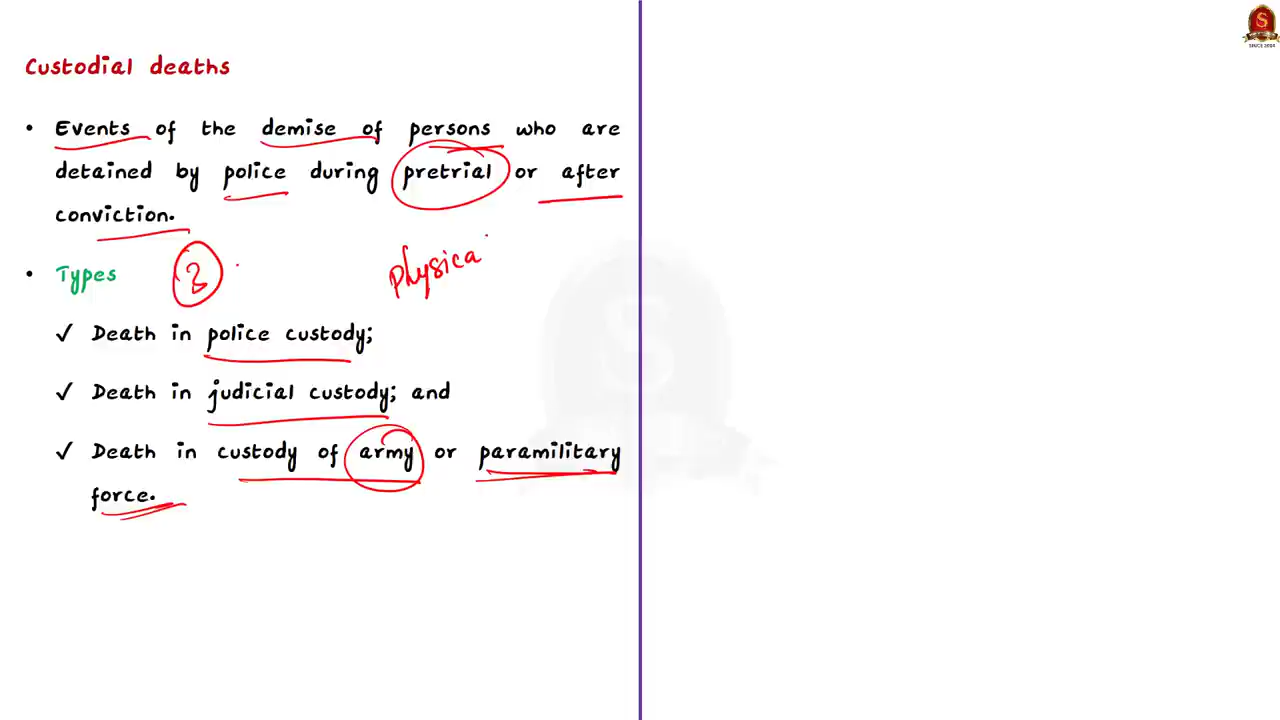 Custodial deaths
• Events of the demise of persons who are
detained by police during pretrial or after
conviction.
• Types 3 physica
✓ Death in police custody;
✓ Death in judicial custody; and
✓ Death in custody of army or paramilitary
force.
S
SINCE 2004